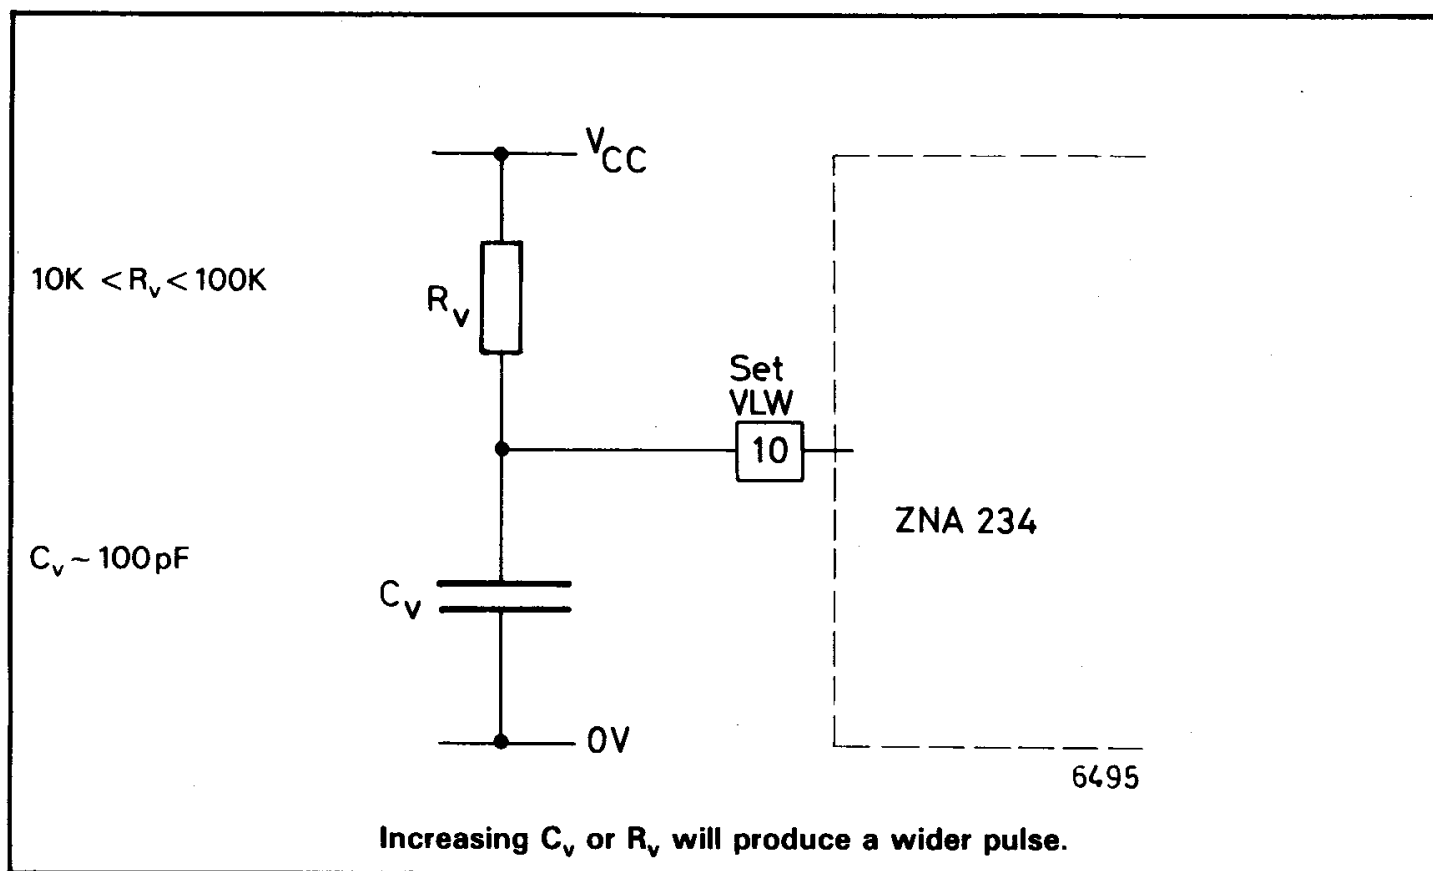 V_CC
10K < R_v < 100K
R_v
Set
VLW
10
ZNA 234
C_v ~ 100pF
C_v
0V
6495
Increasing C_v or R_v will produce a wider pulse.